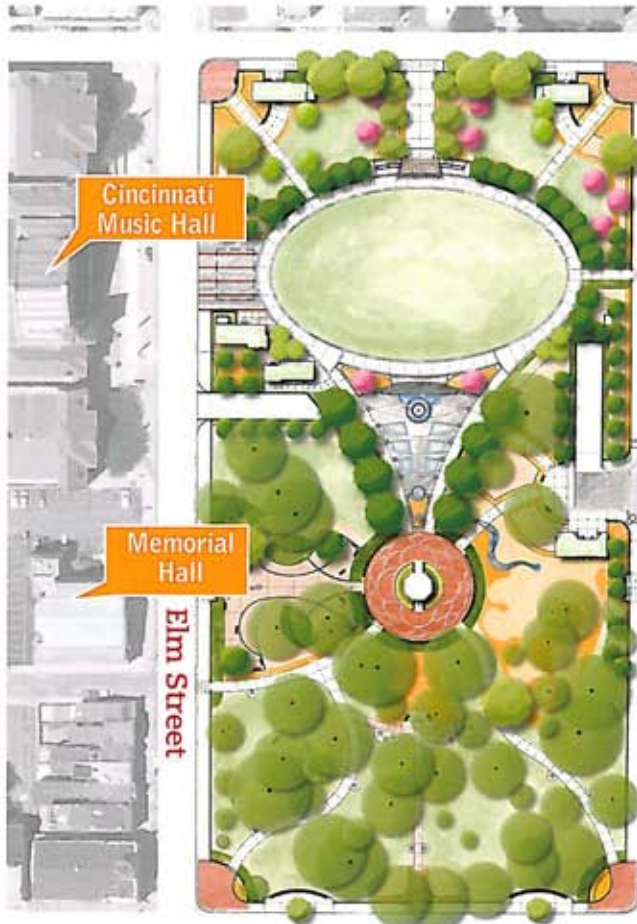 Cincinnati
Music Hall
Memorial
Hall
Elm Street